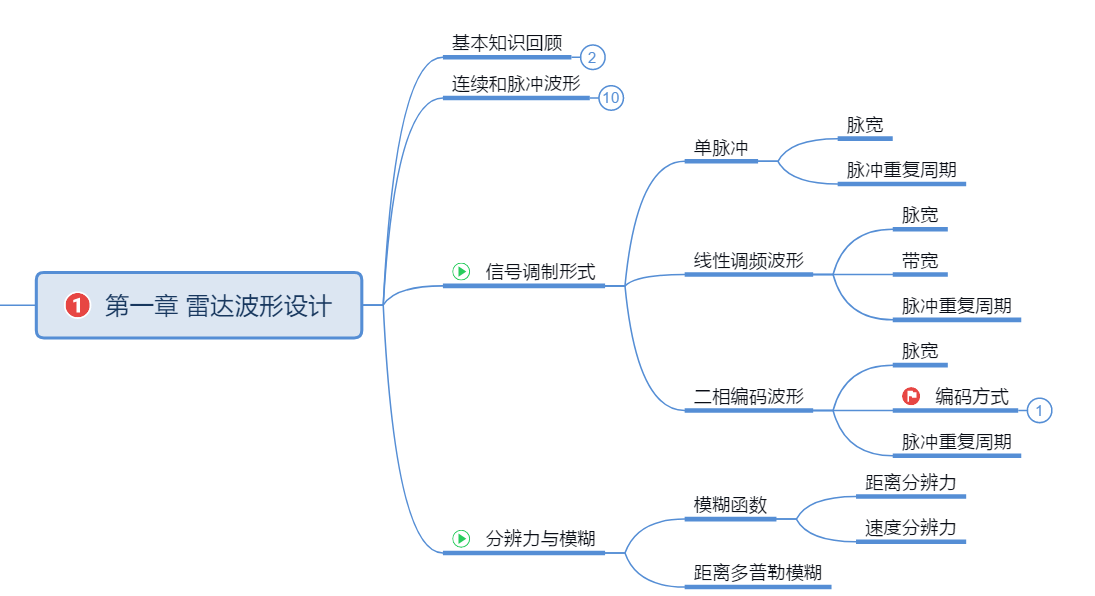 基本知识回顾
2
连续和脉冲波形
10
1 第一章 雷达波形设计
信号调制形式
单脉冲
脉宽
脉冲重复周期
线性调频波形
脉宽
带宽
脉冲重复周期
二相编码波形
脉宽
编码方式
1
脉冲重复周期
分辨力与模糊
模糊函数
距离分辨力
速度分辨力
距离多普勒模糊